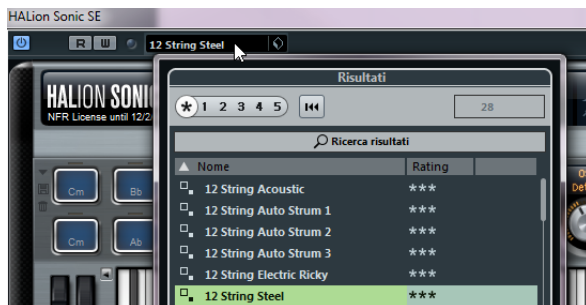 HALion Sonic SE
R W 12 String Steel
Risultati
HALION SONI
NFR License until 12/2/
* 1 2 3 4 5
28
Ricerca risultati
Nome Rating
Cm Bb
12 String Acoustic ***
12 String Auto Strum 1 ***
12 String Auto Strum 2 ***
Cm Ab
12 String Auto Strum 3 ***
12 String Electric Ricky ***
12 String Steel ***